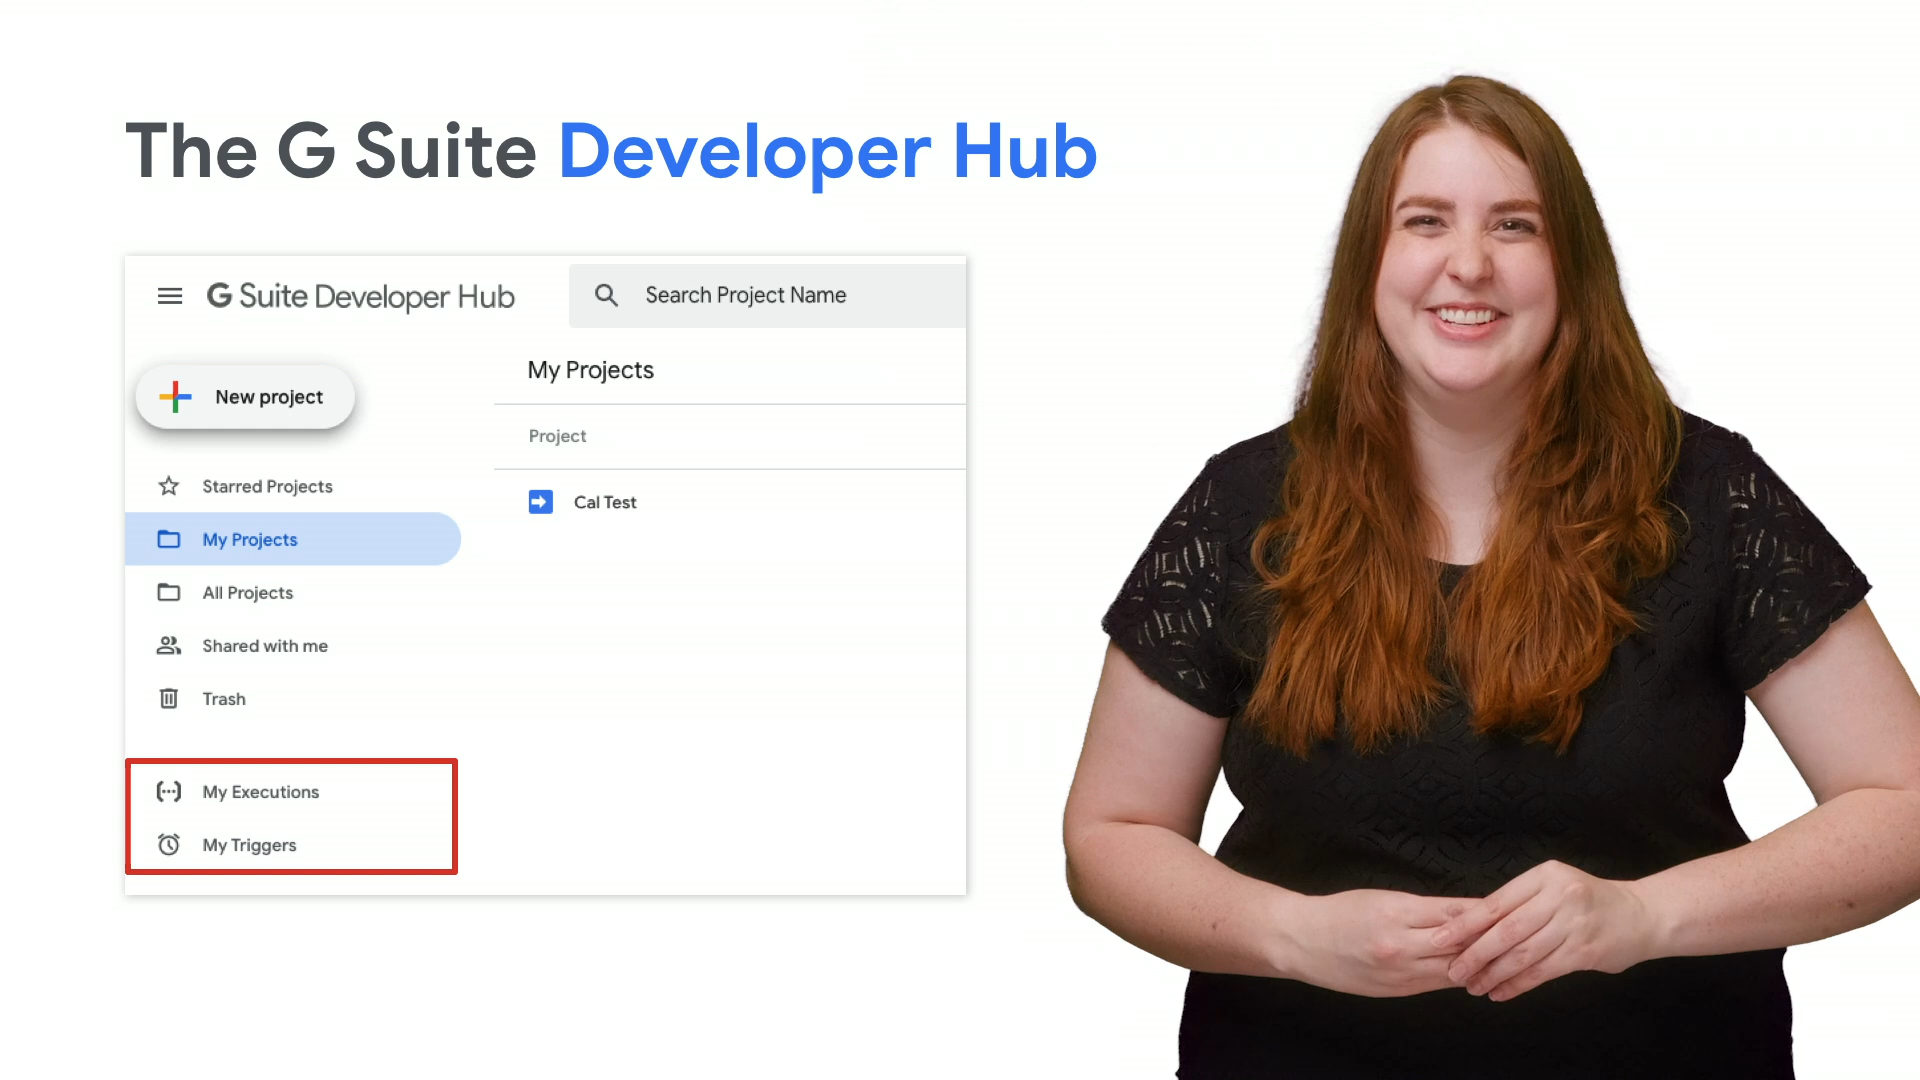 The G Suite Developer Hub
G Suite Developer Hub
Search Project Name
New project
My Projects
Project
Cal Test
Starred Projects
My Projects
All Projects
Shared with me
Trash
My Executions
My Triggers